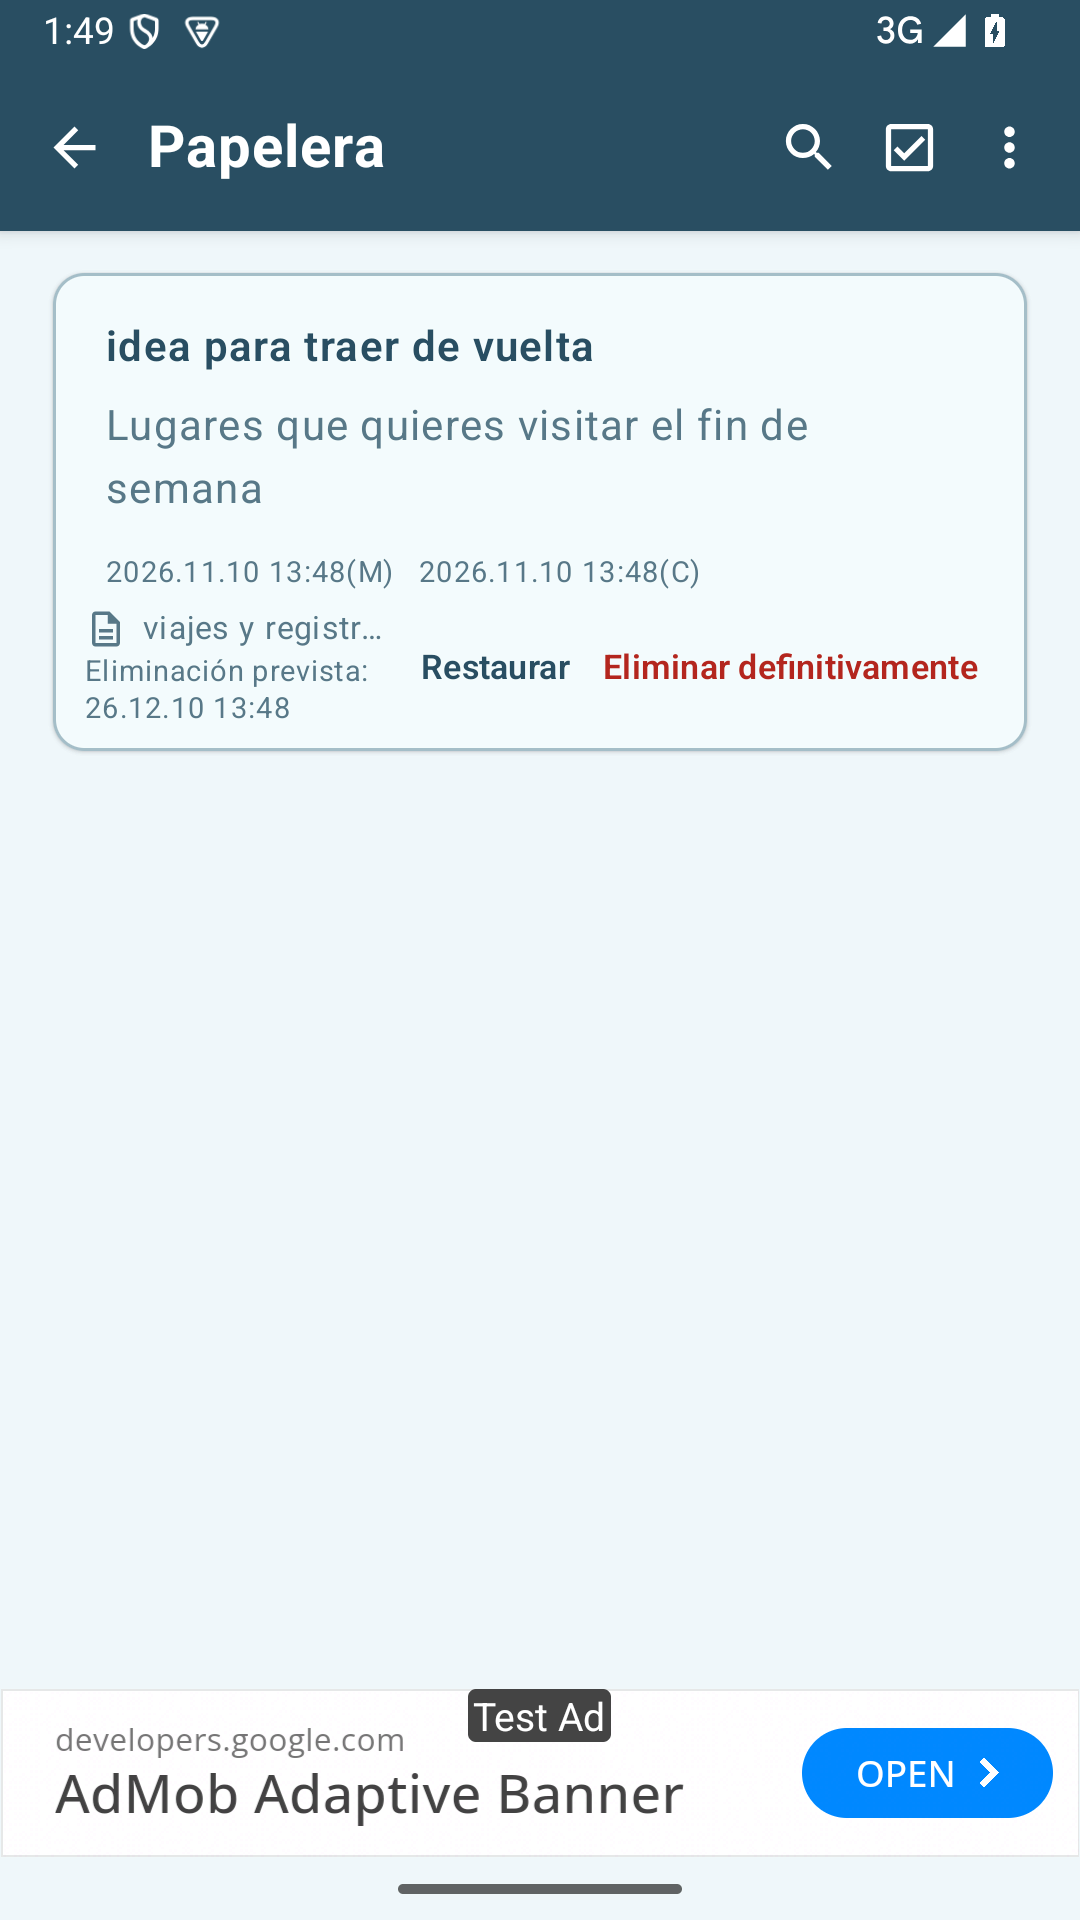 1:49
3G
Papelera
idea para traer de vuelta
Lugares que quieres visitar el fin de
semana
2026.11.10 13:48(M) 2026.11.10 13:48(C)
viajes y registr...
Eliminación prevista:
26.12.10 13:48
Restaurar
Eliminar definitivamente
Test Ad
developers.google.com
AdMob Adaptive Banner
OPEN